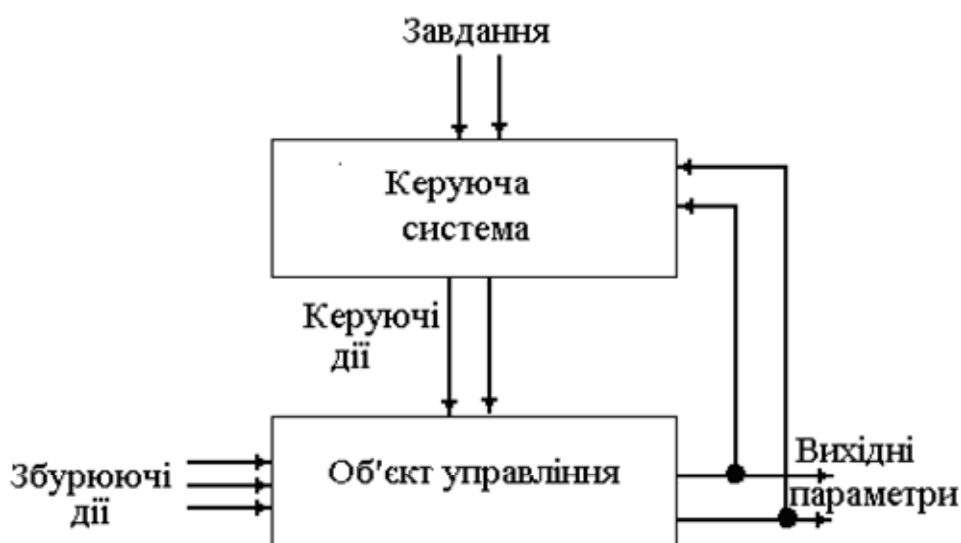 Завдання
Керуюча
система
Керуючі
дії
Збурюючі
дії
Об'єкт управління
Вихідні
параметри